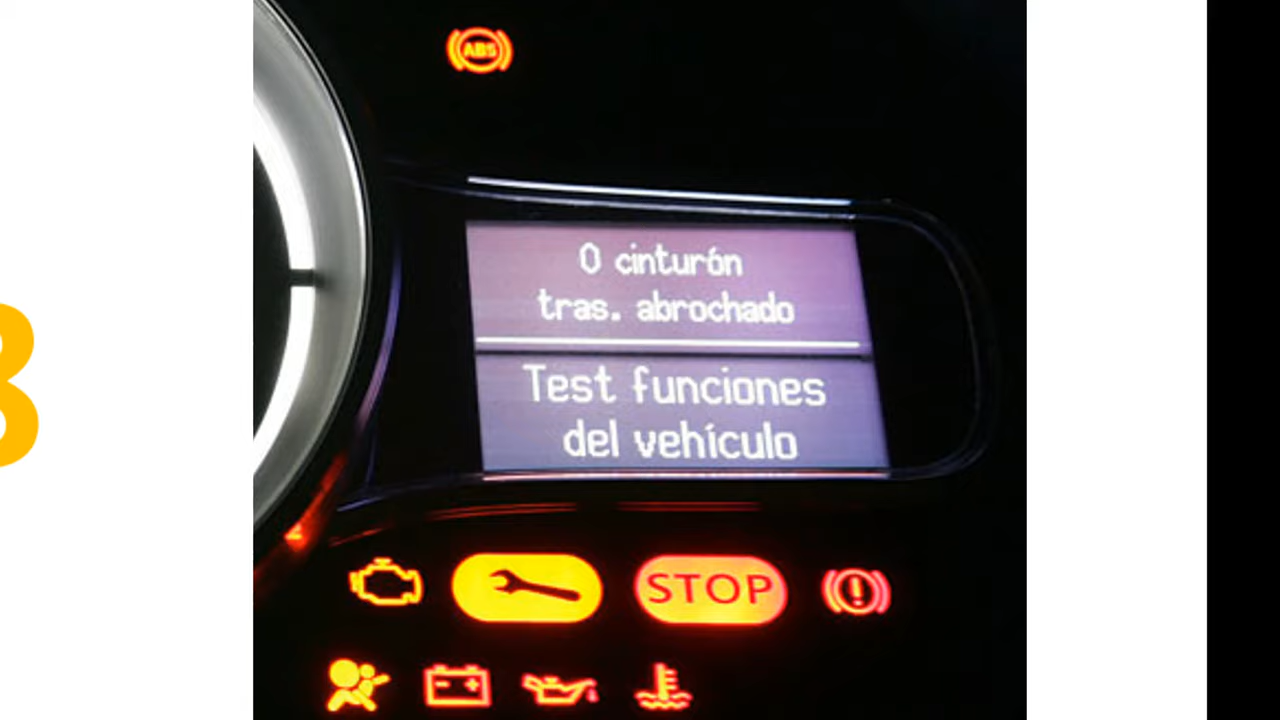 ABS
0 cinturón
tras. abrochado
Test funciones
del vehículo
STOP